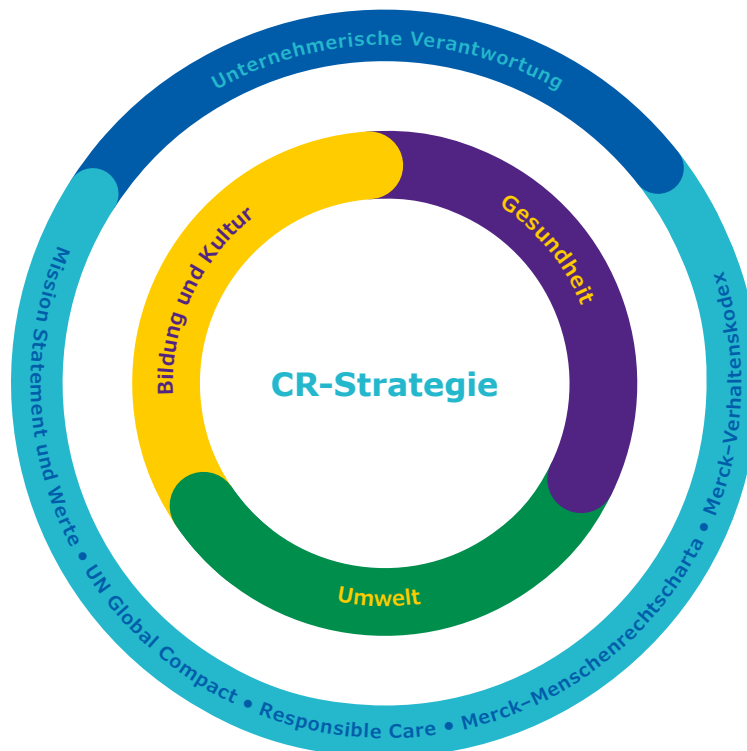 Unternehmerische Verantwortung
Bildung und Kultur
Gesundheit
CR–Strategie
Umwelt
Mission Statement und Werte • UN Global Compact • Responsible Care • Merck–Menschenrechtscharta • Merck–Verhaltenskodex